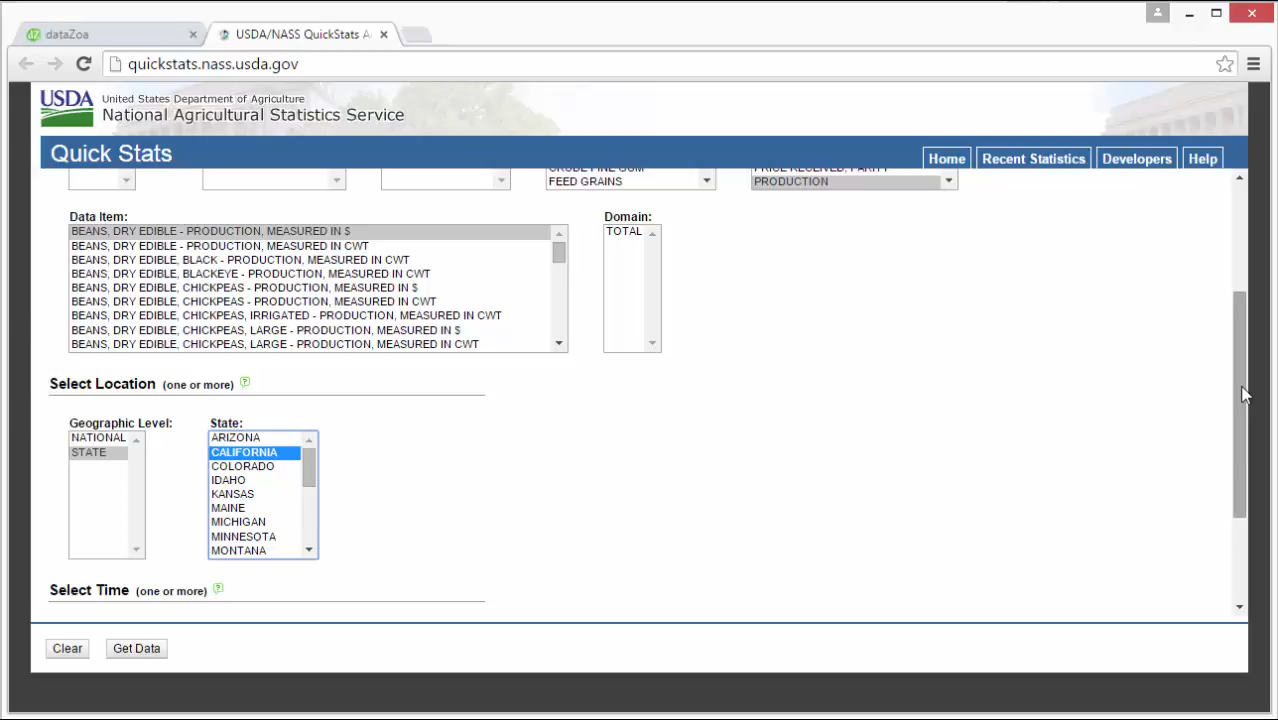 dataZoa
USDA/NASS QuickStats A
quickstats.nass.usda.gov
USDA
United States Department of Agriculture
National Agricultural Statistics Service
Quick Stats
Home
Recent Statistics
Developers
Help
CRUDE PINE GUM
FEED GRAINS
PRICE RECEIVED, PARITY
PRODUCTION
Data Item:
BEANS, DRY EDIBLE - PRODUCTION, MEASURED IN $
BEANS, DRY EDIBLE - PRODUCTION, MEASURED IN CWT
BEANS, DRY EDIBLE, BLACK - PRODUCTION, MEASURED IN CWT
BEANS, DRY EDIBLE, BLACKEYE - PRODUCTION, MEASURED IN CWT
BEANS, DRY EDIBLE, CHICKPEAS - PRODUCTION, MEASURED IN $
BEANS, DRY EDIBLE, CHICKPEAS - PRODUCTION, MEASURED IN CWT
BEANS, DRY EDIBLE, CHICKPEAS, IRRIGATED - PRODUCTION, MEASURED IN CWT
BEANS, DRY EDIBLE, CHICKPEAS, LARGE - PRODUCTION, MEASURED IN $
BEANS, DRY EDIBLE, CHICKPEAS, LARGE - PRODUCTION, MEASURED IN CWT
Domain:
TOTAL
Select Location (one or more) ?
Geographic Level:
NATIONAL
STATE
State:
ARIZONA
CALIFORNIA
COLORADO
IDAHO
KANSAS
MAINE
MICHIGAN
MINNESOTA
MONTANA
Select Time (one or more) ?
Clear
Get Data